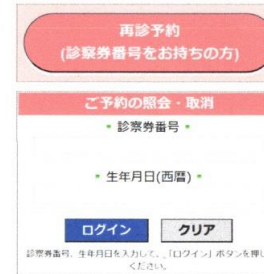 再診予約
(診察券番号をお持ちの方)
ご予約の照会・取消
* 診察券番号 *
* 生年月日(西暦) *
ログイン クリア
診察券番号、生年月日を入力して、「ログイン」ボタンを押し
ください。